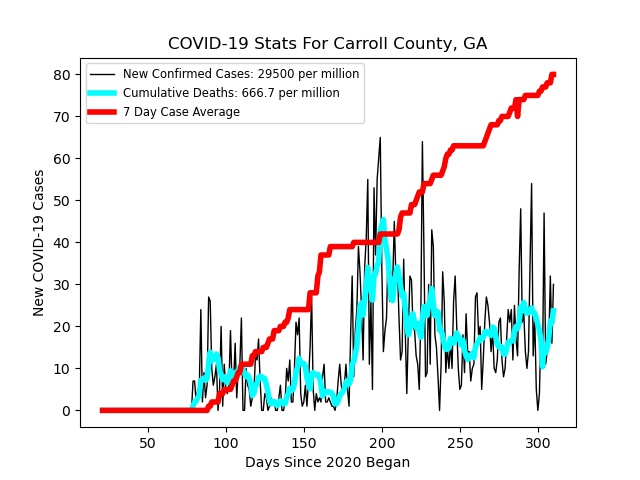 COVID-19 Stats For Carroll County, GA
New Confirmed Cases: 29500 per million
Cumulative Deaths: 666.7 per million
7 Day Case Average
80
70
60
50
40
30
20
10
0
New COVID-19 Cases
50 100 150 200 250 300
Days Since 2020 Began